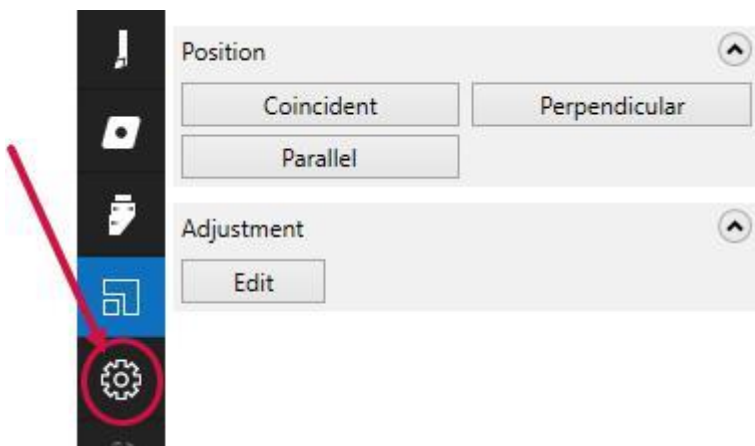 Position
Coincident Perpendicular
Parallel
Adjustment
Edit